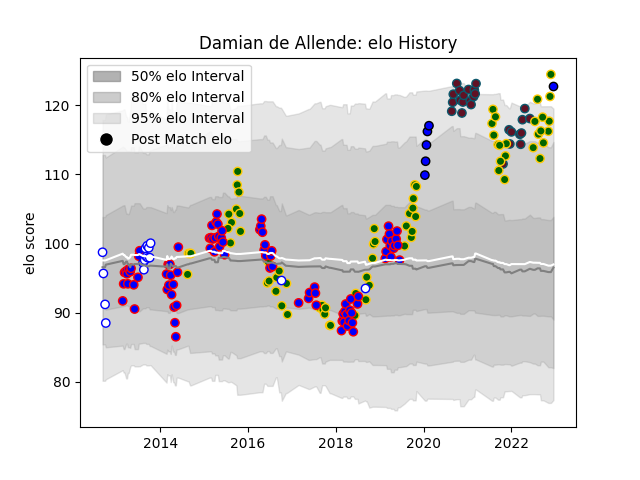 Damian de Allende: elo History
50% elo Interval
80% elo Interval
95% elo Interval
Post Match elo
elo score
120
110
100
90
80
2014
2016
2018
2020
2022